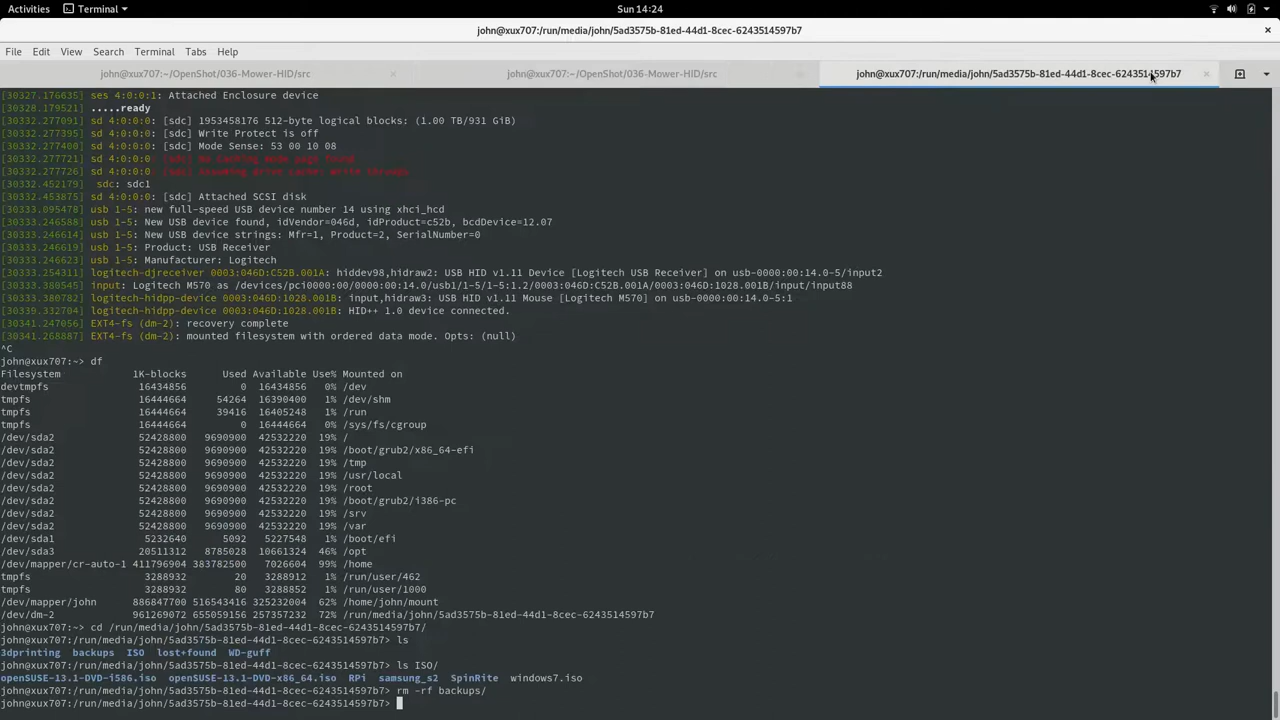 Activities Terminal Sun 14:24
john@xux707:/run/media/john/5ad3575b-81ed-44d1-8cec-6243514597b7
File Edit View Search Terminal Tabs Help
john@xux707:~/OpenShot/036-Mower-HID/src john@xux707:~/OpenShot/036-Mower-HID/src john@xux707:/run/media/john/5ad3575b-81ed-44d1-8cec-6243514597b7
[30327.176635] ses 4:0:0:1: Attached Enclosure device
[30328.179521] .....ready
[30332.277091] sd 4:0:0:0: [sdc] 1953458176 512-byte logical blocks: (1.00 TB/931 GiB)
[30332.277395] sd 4:0:0:0: [sdc] Write Protect is off
[30332.277400] sd 4:0:0:0: [sdc] Mode Sense: 53 00 10 08
[30332.277721] sd 4:0:0:0: [sdc] No Caching mode page found
[30332.277726] sd 4:0:0:0: [sdc] Assuming drive cache: write through
[30332.452179]  sdc: sdc1
[30332.453875] sd 4:0:0:0: [sdc] Attached SCSI disk
[30333.095478] usb 1-5: new full-speed USB device number 14 using xhci_hcd
[30333.246588] usb 1-5: New USB device found, idVendor=046d, idProduct=c52b, bcdDevice=12.07
[30333.246614] usb 1-5: New USB device strings: Mfr=1, Product=2, SerialNumber=0
[30333.246619] usb 1-5: Product: USB Receiver
[30333.246621] usb 1-5: Manufacturer: Logitech
[30333.254311] logitech-djreceiver 0003:046D:C52B.001A: hiddev98,hidraw2: USB HID v1.11 Device [Logitech USB Receiver] on usb-0000:00:14.0-5/input2
[30333.380545] input: Logitech M570 as /devices/pci0000:00/0000:00:14.0/usb1/1-5/1-5:1.2/0003:046D:C52B.001A/0003:046D:1028.001B/input/input88
[30333.380782] logitech-hidpp-device 0003:046D:1028.001B: input,hidraw3: USB HID v1.11 Mouse [Logitech M570] on usb-0000:00:14.0-5:1
[30339.332704] logitech-hidpp-device 0003:046D:1028.001B: HID++ 1.0 device connected.
[30341.247056] EXT4-fs (dm-2): recovery complete
[30341.268887] EXT4-fs (dm-2): mounted filesystem with ordered data mode. Opts: (null)
^C
john@xux707:~> df
Filesystem 1K-blocks Used Available Use% Mounted on
devtmpfs 16434856 0 16434856 0% /dev
tmpfs 16444664 54264 16390400 1% /dev/shm
tmpfs 16444664 39416 16405248 1% /run
tmpfs 16444664 0 16444664 0% /sys/fs/cgroup
/dev/sda2 52428800 9690900 42532220 19% /
/dev/sda2 52428800 9690900 42532220 19% /boot/grub2/x86_64-efi
/dev/sda2 52428800 9690900 42532220 19% /tmp
/dev/sda2 52428800 9690900 42532220 19% /usr/local
/dev/sda2 52428800 9690900 42532220 19% /root
/dev/sda2 52428800 9690900 42532220 19% /boot/grub2/i386-pc
/dev/sda2 52428800 9690900 42532220 19% /srv
/dev/sda2 52428800 9690900 42532220 19% /var
/dev/sda1 5232640 5092 5227548 1% /boot/efi
/dev/sda3 20511312 8785028 10661324 46% /opt
/dev/mapper/cr-auto-1 411796904 383782500 7026604 99% /home
tmpfs 3288932 20 3288912 1% /run/user/462
tmpfs 3288932 80 3288852 1% /run/user/1000
/dev/mapper/john 886847700 516543416 325232004 62% /home/john/mount
/dev/dm-2 961269072 655059156 257357232 72% /run/media/john/5ad3575b-81ed-44d1-8cec-6243514597b7
john@xux707:~> cd /run/media/john/5ad3575b-81ed-44d1-8cec-6243514597b7/
john@xux707:/run/media/john/5ad3575b-81ed-44d1-8cec-6243514597b7> ls
3dprinting backups ISO lost+found WD-guff
john@xux707:/run/media/john/5ad3575b-81ed-44d1-8cec-6243514597b7> ls ISO/
openSUSE-13.1-DVD-i586.iso openSUSE-13.1-DVD-x86_64.iso RPi samsung_s2 SpinRite windows7.iso
john@xux707:/run/media/john/5ad3575b-81ed-44d1-8cec-6243514597b7> rm -rf backups/
john@xux707:/run/media/john/5ad3575b-81ed-44d1-8cec-6243514597b7>